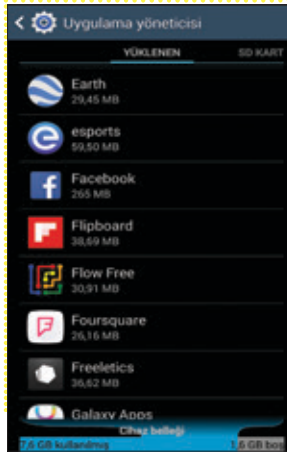 Uygulama yöneticisi
YÜKLENEN SD KART
Earth
29,45 MB
esports
59,50 MB
Facebook
265 MB
Flipboard
38,69 MB
Flow Free
30,91 MB
Foursquare
26,16 MB
Freeletics
36,62 MB
Galaxy Apps
Cihaz belleği
7,6 GB kullanılmış 1,6 GB boş